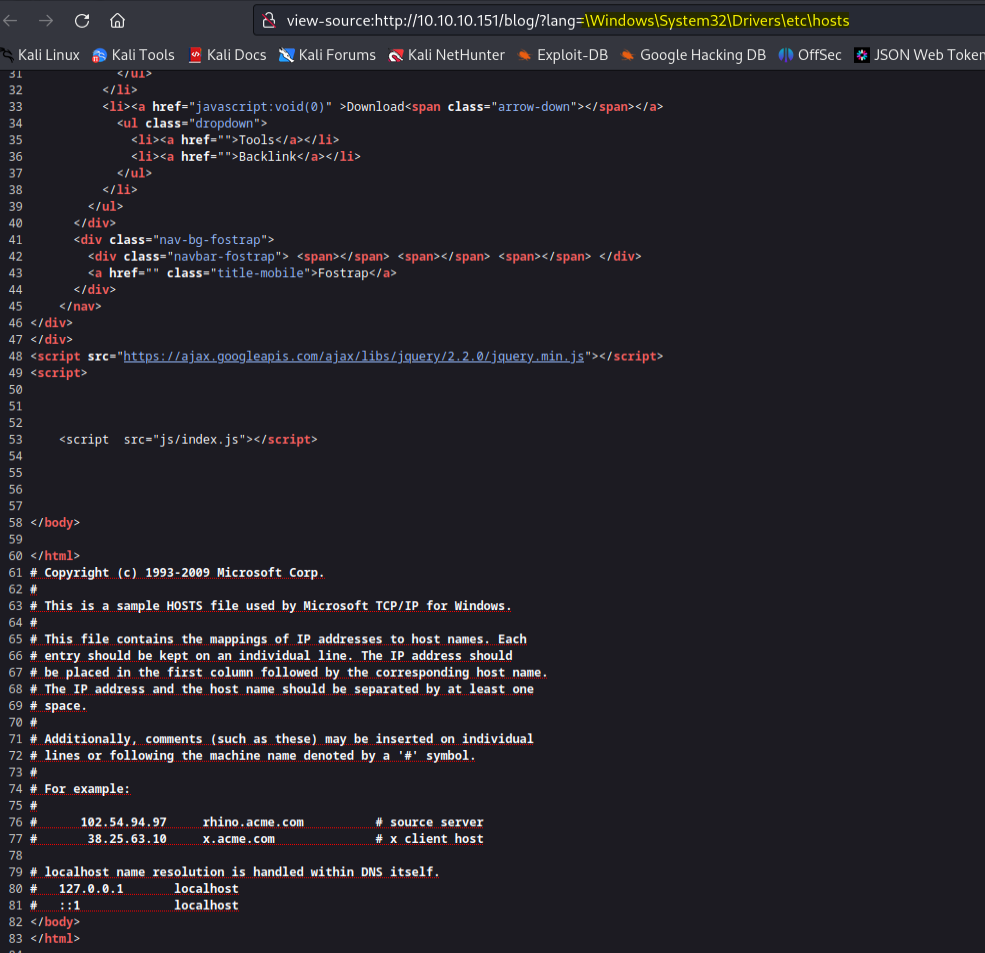 view-source:http://10.10.10.151/blog/?lang=\Windows\System32\Drivers\etc\hosts
Kali Linux Kali Tools Kali Docs Kali Forums Kali NetHunter Exploit-DB Google Hacking DB OffSec JSON Web Token
31 </ul>
32 </li>
33 <li><a href="javascript:void(0)" >Download<span class="arrow-down"></span></a>
34 <ul class="dropdown">
35 <li><a href="">Tools</a></li>
36 <li><a href="">Backlink</a></li>
37 </ul>
38 </li>
39 </ul>
40 </div>
41 <div class="nav-bg-fostrap">
42 <div class="navbar-fostrap"> <span></span> <span></span> <span></span> </div>
43 <a href="" class="title-mobile">Fostrap</a>
44 </div>
45 </nav>
46 </div>
47 </div>
48 <script src="https://ajax.googleapis.com/ajax/libs/jquery/2.2.0/jquery.min.js"></script>
49 <script>
50
51
52
53 <script  src="js/index.js"></script>
54
55
56
57
58 </body>
59
60 </html>
61 # Copyright (c) 1993-2009 Microsoft Corp.
62 #
63 # This is a sample HOSTS file used by Microsoft TCP/IP for Windows.
64 #
65 # This file contains the mappings of IP addresses to host names. Each
66 # entry should be kept on an individual line. The IP address should
67 # be placed in the first column followed by the corresponding host name.
68 # The IP address and the host name should be separated by at least one
69 # space.
70 #
71 # Additionally, comments (such as these) may be inserted on individual
72 # lines or following the machine name denoted by a '#' symbol.
73 #
74 # For example:
75 #
76 #      102.54.94.97     rhino.acme.com          # source server
77 #       38.25.63.10     x.acme.com              # x client host
78
79 # localhost name resolution is handled within DNS itself.
80 #   127.0.0.1       localhost
81 #   ::1             localhost
82 </body>
83 </html>